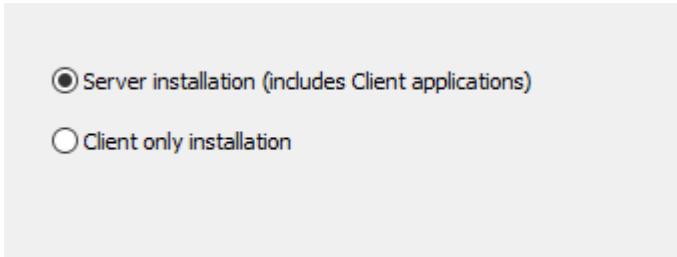 Server installation (includes Client applications)
Client only installation